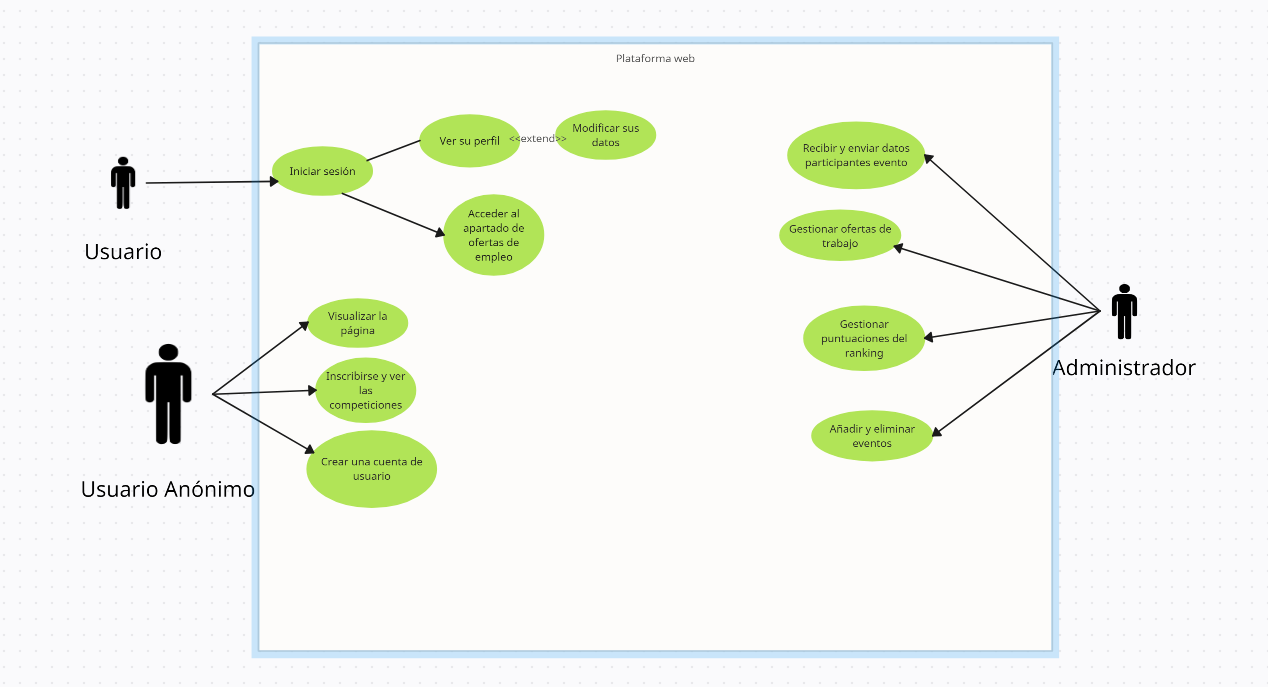 Plataforma web
Iniciar sesión
Ver su perfil
<<extend>>
Modificar sus
datos
Acceder al
apartado de
ofertas de
empleo
Usuario
Visualizar la
página
Inscribirse y ver
las
competiciones
Crear una cuenta de
usuario
Usuario Anónimo
Recibir y enviar datos
participantes evento
Gestionar ofertas de
trabajo
Gestionar
puntuaciones del
ranking
Añadir y eliminar
eventos
Administrador